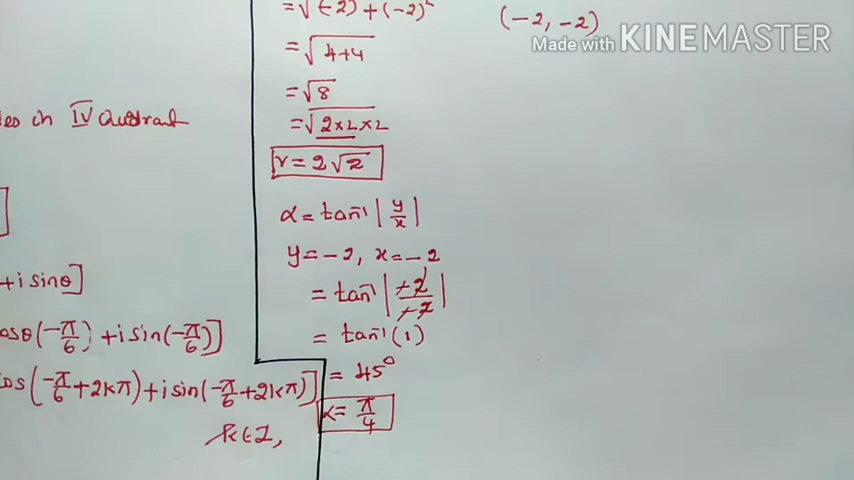 ies in IV Quadrant
+ i sinθ]
osθ(-π/6) + i sin(-π/6)]
cos(-π/6 + 2kπ) + i sin(-π/6 + 2kπ)]
k ∈ Z,
= √(-2) + (-2)²
= √4+4
= √8
= √2×2×2
r = 2√2
α = tan⁻¹ |y/x|
y = -2, x = -2
= tan⁻¹ |-2/-2|
= tan⁻¹ (1)
= 45°
α = π/4
(-2, -2)
Made with KINEMASTER